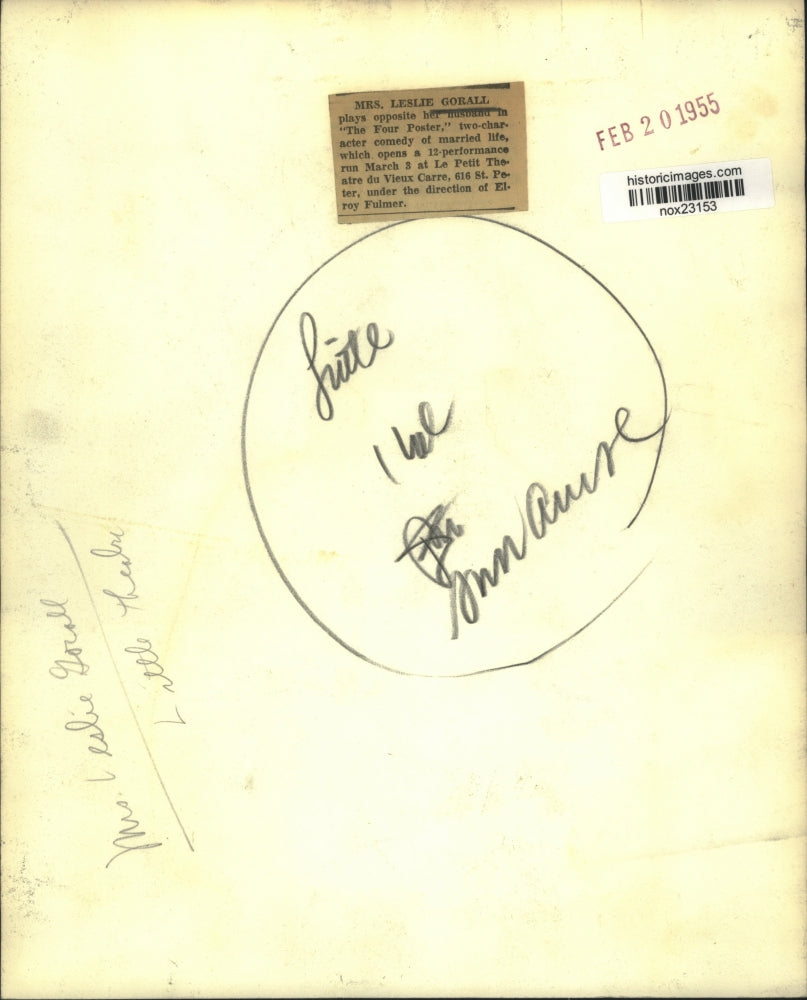 MRS. LESLIE GORALL
plays opposite her husband in
"The Four Poster," two-char-
acter comedy of married life,
which opens a 12-performance
run March 3 at Le Petit The-
atre du Vieux Carre, 616 St. Pe-
ter, under the direction of El-
roy Fulmer.
FEB 20 1955
historicimages.com
nox23153
1
Mrs. Leslie Gorall
Little Theatre